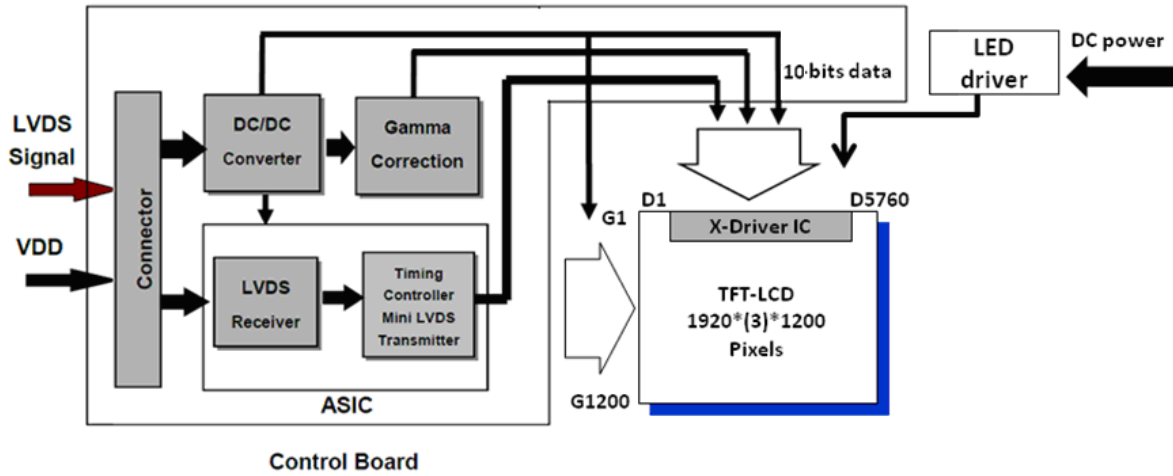 LVDS
Signal
VDD
Connector
DC/DC
Converter
Gamma
Correction
LVDS
Receiver
Timing
Controller
Mini LVDS
Transmitter
ASIC
Control Board
10-bits data
LED
driver
DC power
D1
D5760
G1
X-Driver IC
TFT-LCD
1920*(3)*1200
Pixels
G1200